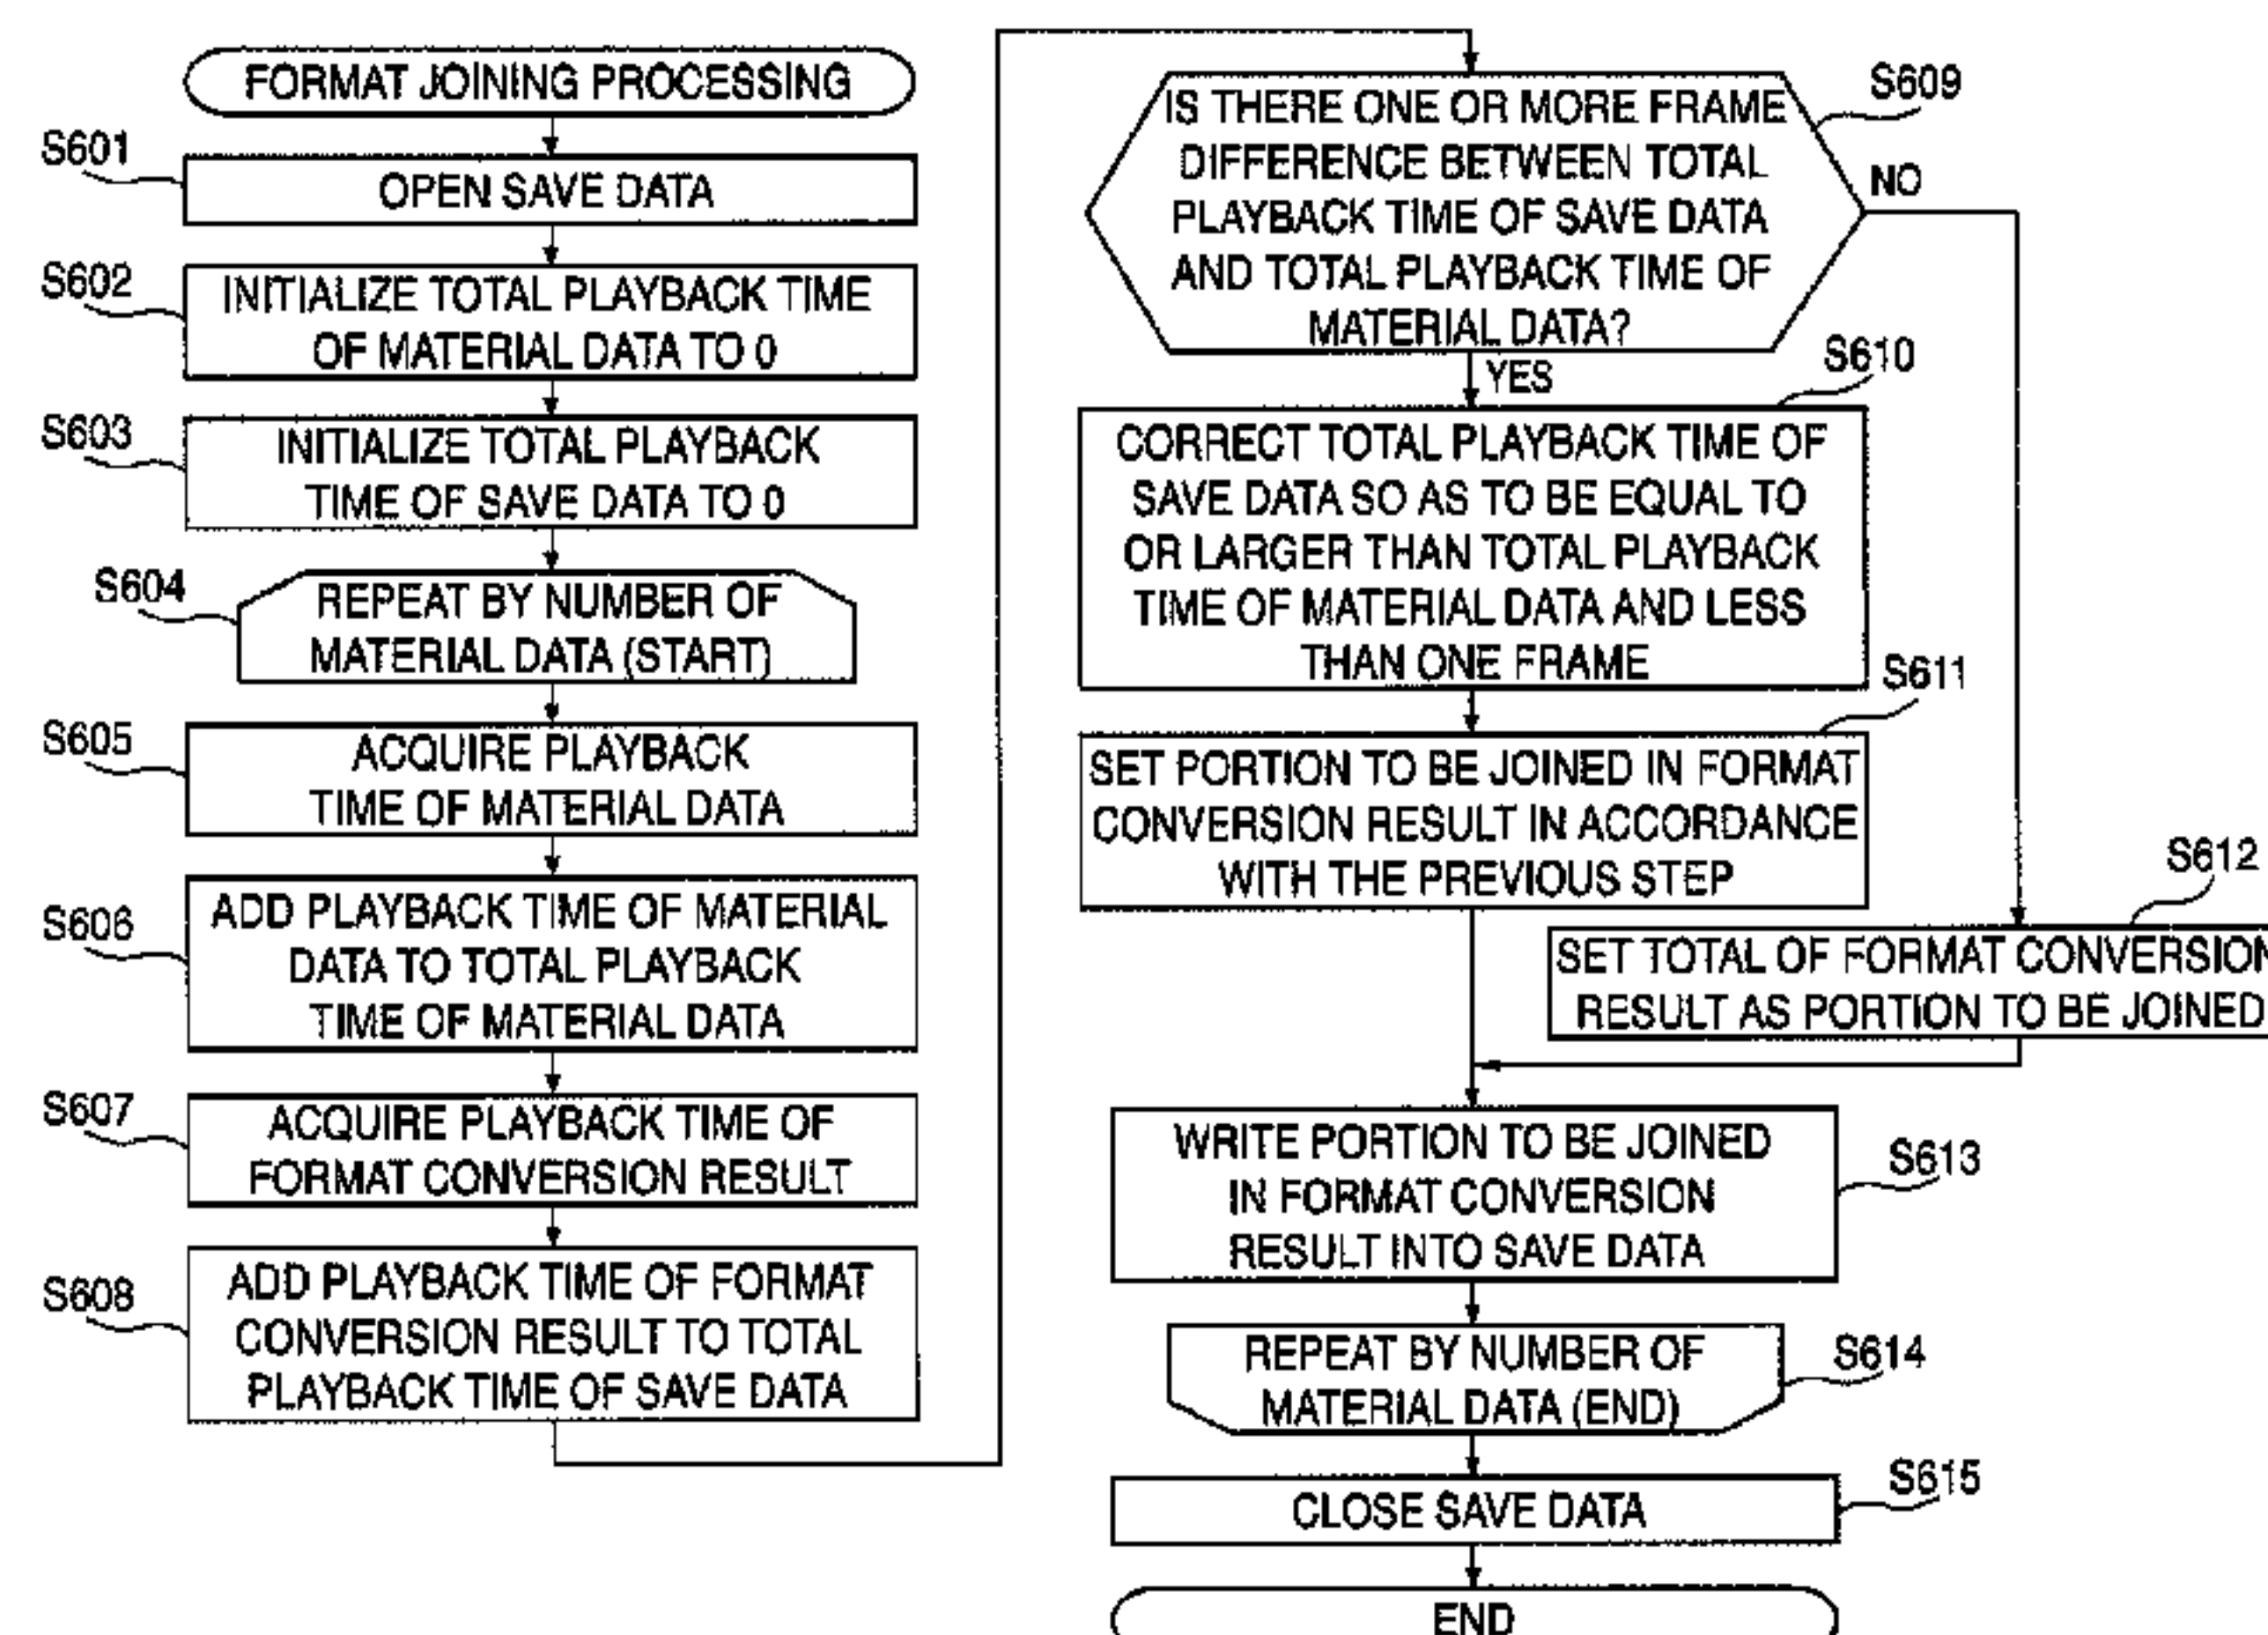 FORMAT JOINING PROCESSING
S601
OPEN SAVE DATA
S602
INITIALIZE TOTAL PLAYBACK TIME
OF MATERIAL DATA TO 0
S603
INITIALIZE TOTAL PLAYBACK
TIME OF SAVE DATA TO 0
S604
REPEAT BY NUMBER OF
MATERIAL DATA (START)
S605
ACQUIRE PLAYBACK
TIME OF MATERIAL DATA
S606
ADD PLAYBACK TIME OF MATERIAL
DATA TO TOTAL PLAYBACK
TIME OF MATERIAL DATA
S607
ACQUIRE PLAYBACK TIME OF
FORMAT CONVERSION RESULT
S608
ADD PLAYBACK TIME OF FORMAT
CONVERSION RESULT TO TOTAL
PLAYBACK TIME OF SAVE DATA
S609
IS THERE ONE OR MORE FRAME
DIFFERENCE BETWEEN TOTAL
PLAYBACK TIME OF SAVE DATA
AND TOTAL PLAYBACK TIME OF
MATERIAL DATA?
NO
YES
S610
CORRECT TOTAL PLAYBACK TIME OF
SAVE DATA SO AS TO BE EQUAL TO
OR LARGER THAN TOTAL PLAYBACK
TIME OF MATERIAL DATA AND LESS
THAN ONE FRAME
S611
SET PORTION TO BE JOINED IN FORMAT
CONVERSION RESULT IN ACCORDANCE
WITH THE PREVIOUS STEP
S612
SET TOTAL OF FORMAT CONVERSION
RESULT AS PORTION TO BE JOINED
WRITE PORTION TO BE JOINED
IN FORMAT CONVERSION
RESULT INTO SAVE DATA
S613
REPEAT BY NUMBER OF
MATERIAL DATA (END)
S614
CLOSE SAVE DATA
S615
END